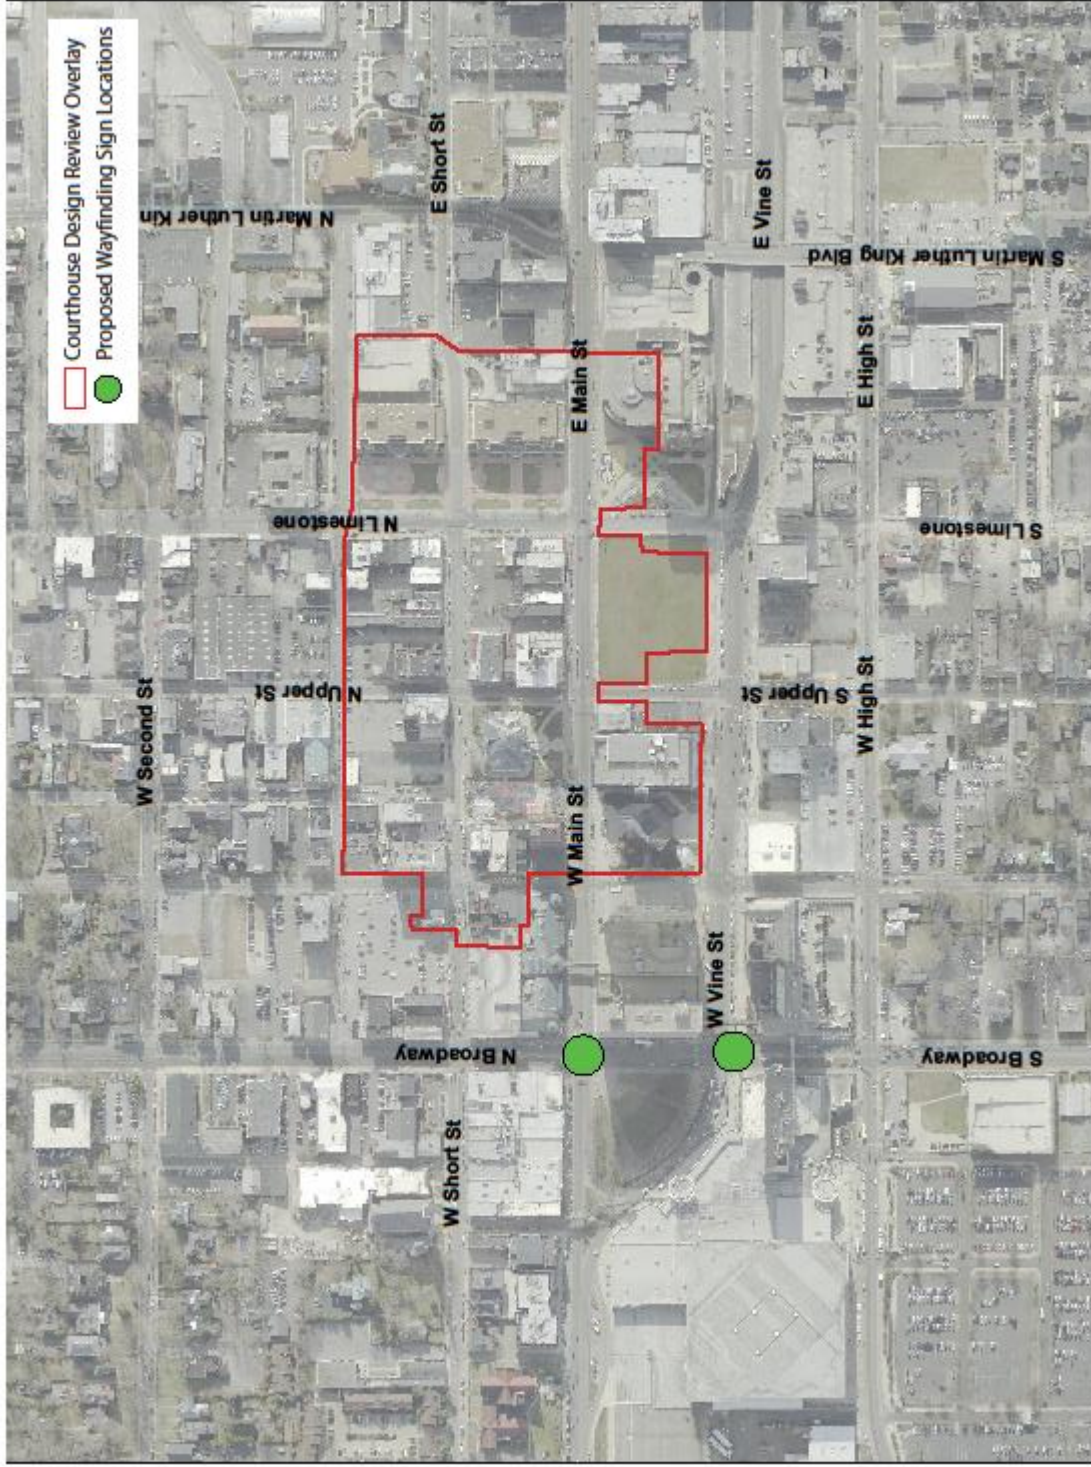 Courthouse Design Review Overlay
Proposed Wayfinding Sign Locations
N Martin Luther Kin
E Short St
E Vine St
S Martin Luther King Blvd
E Main St
E High St
N Limestone
S Limestone
W Second St
N Upper St
S Upper St
W High St
W Main St
W Vine St
N Broadway
S Broadway
W Short St